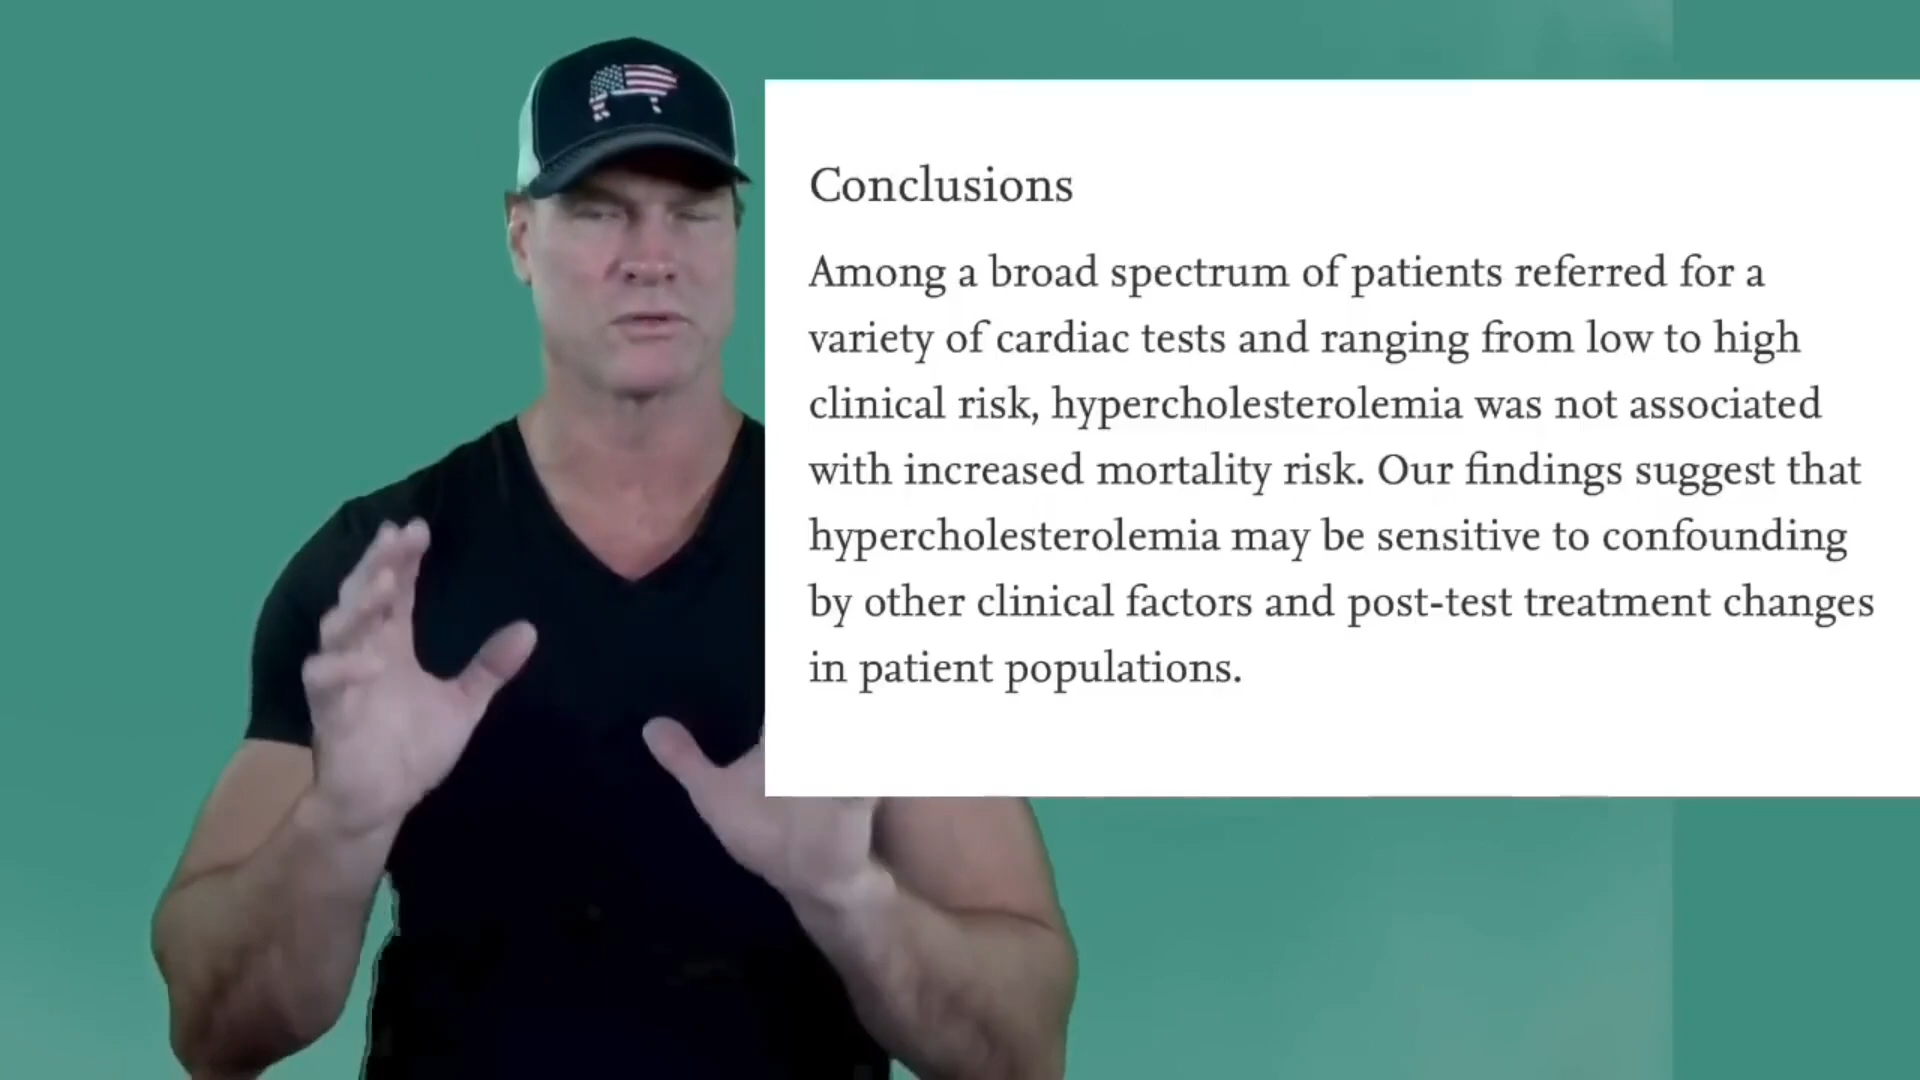 Conclusions
Among a broad spectrum of patients referred for a
variety of cardiac tests and ranging from low to high
clinical risk, hypercholesterolemia was not associated
with increased mortality risk. Our findings suggest that
hypercholesterolemia may be sensitive to confounding
by other clinical factors and post-test treatment changes
in patient populations.